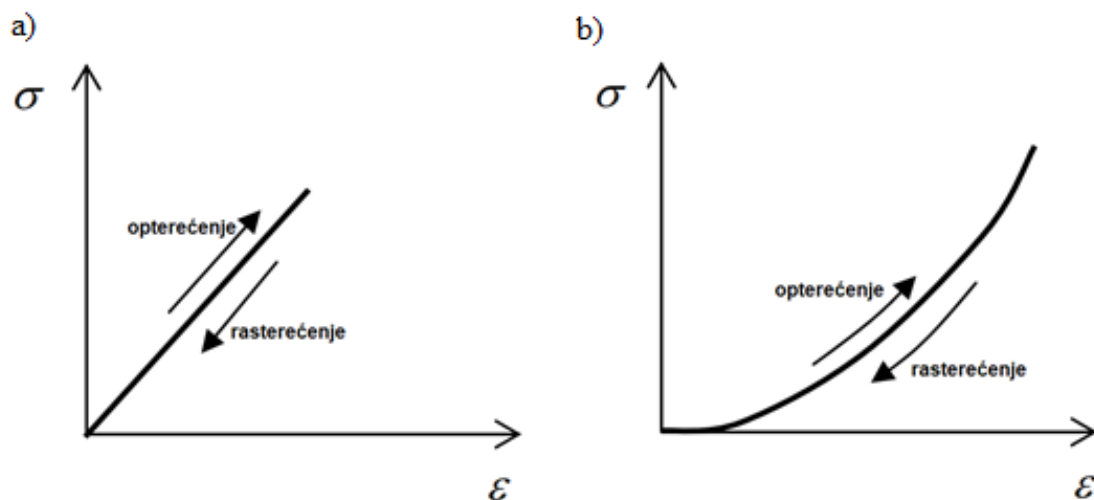 a)
σ
opterećenje
rasterećenje
ε
b)
σ
opterećenje
rasterećenje
ε